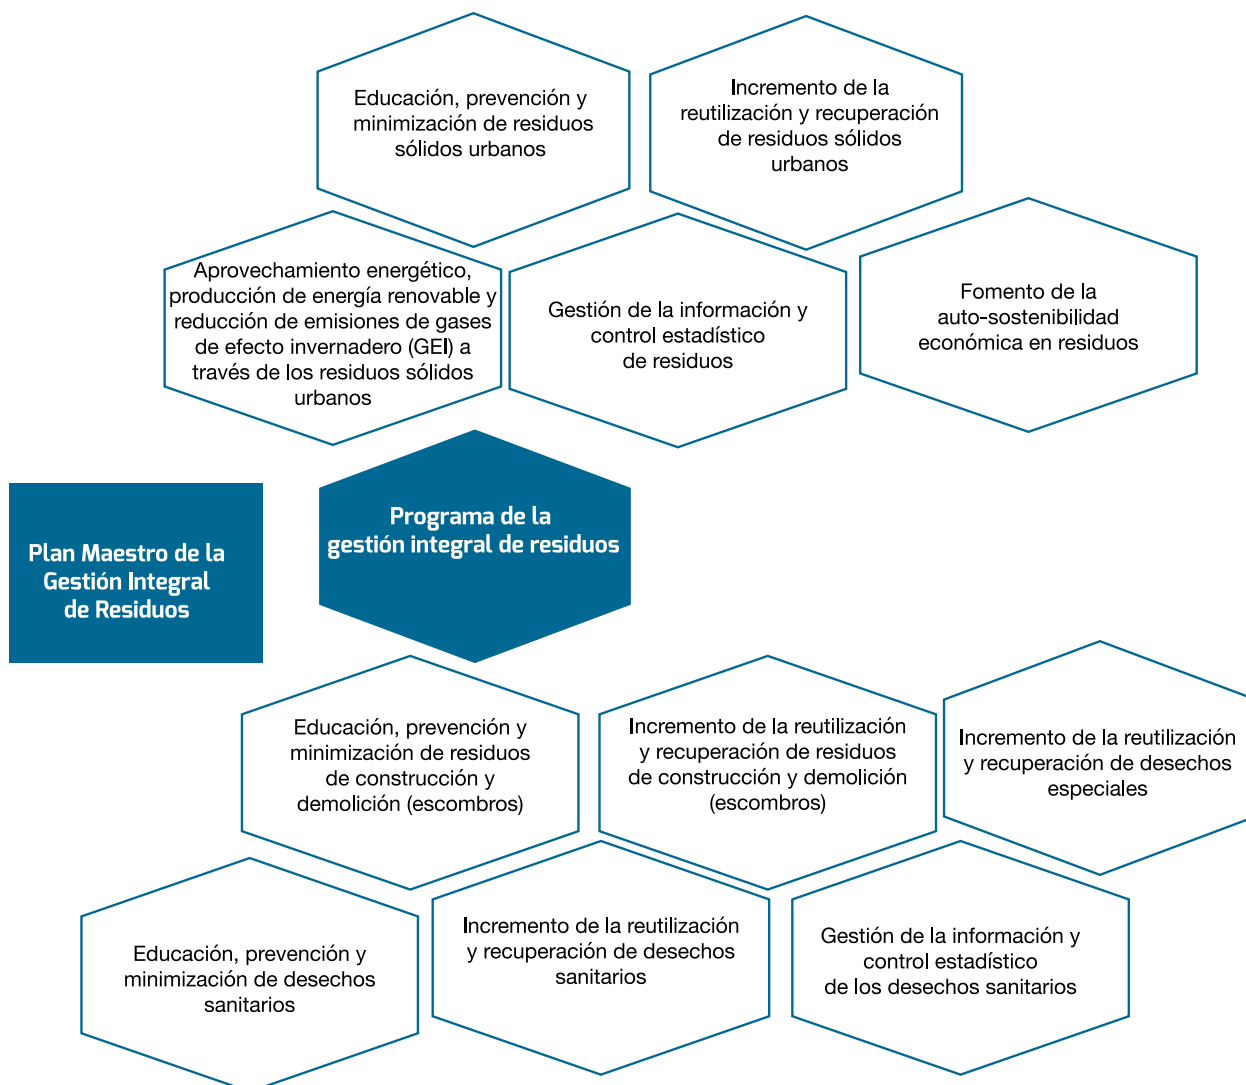 Educación, prevención y
minimización de residuos
sólidos urbanos
Incremento de la
reutilización y recuperación
de residuos sólidos
urbanos
Aprovechamiento energético,
producción de energía renovable y
reducción de emisiones de gases
de efecto invernadero (GEI) a
través de los residuos sólidos
urbanos
Gestión de la información y
control estadístico
de residuos
Fomento de la
auto-sostenibilidad
económica en residuos
Plan Maestro de la
Gestión Integral
de Residuos
Programa de la
gestión integral de residuos
Educación, prevención y
minimización de residuos
de construcción y
demolición (escombros)
Incremento de la reutilización
y recuperación de residuos
de construcción y demolición
(escombros)
Incremento de la reutilización
y recuperación de desechos
especiales
Educación, prevención y
minimización de desechos
sanitarios
Incremento de la reutilización
y recuperación de desechos
sanitarios
Gestión de la información y
control estadístico
de los desechos sanitarios